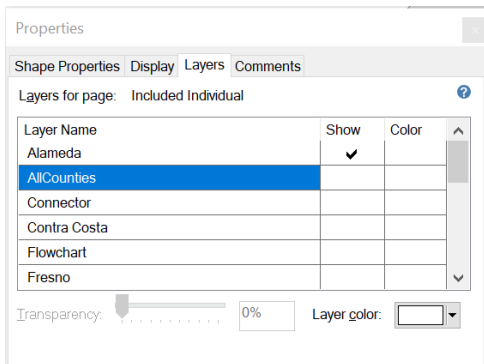 Properties
Shape Properties Display Layers Comments
Layers for page: Included Individual
Layer Name Show Color
Alameda
AllCounties
Connector
Contra Costa
Flowchart
Fresno
Transparency: 0% Layer color: